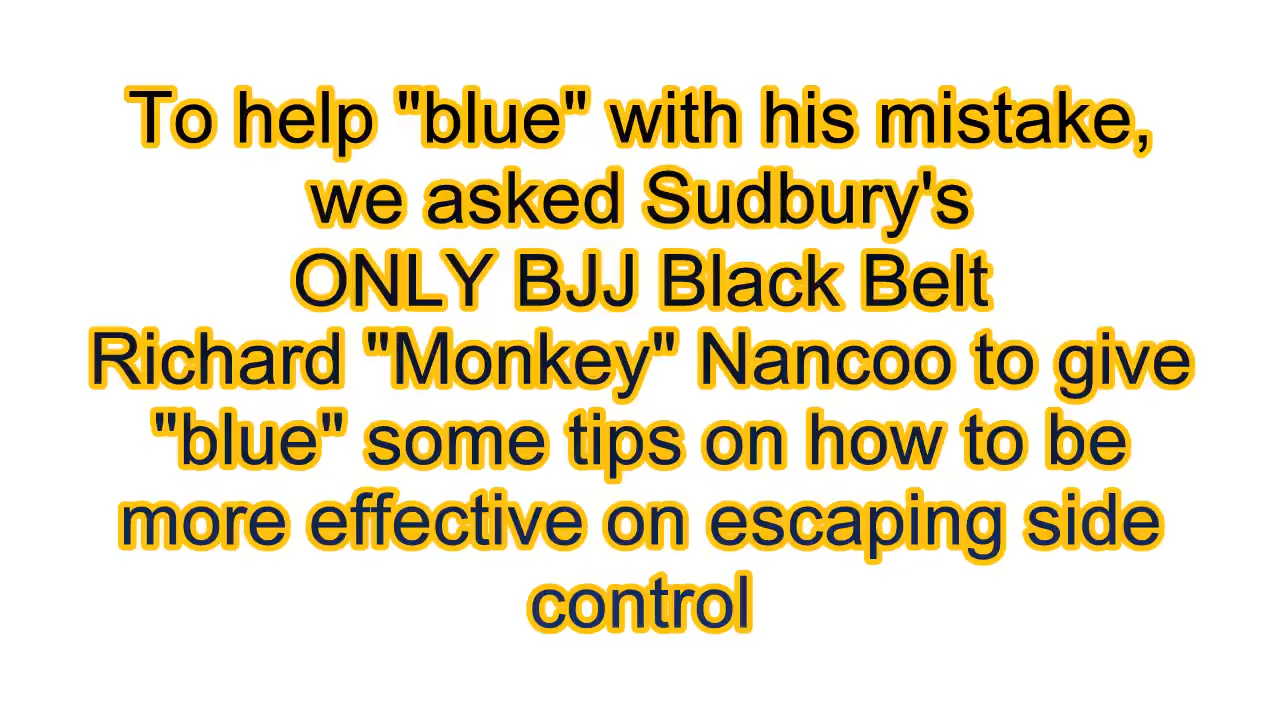 To help "blue" with his mistake,
we asked Sudbury's
ONLY BJJ Black Belt
Richard "Monkey" Nancoo to give
"blue" some tips on how to be
more effective on escaping side
control